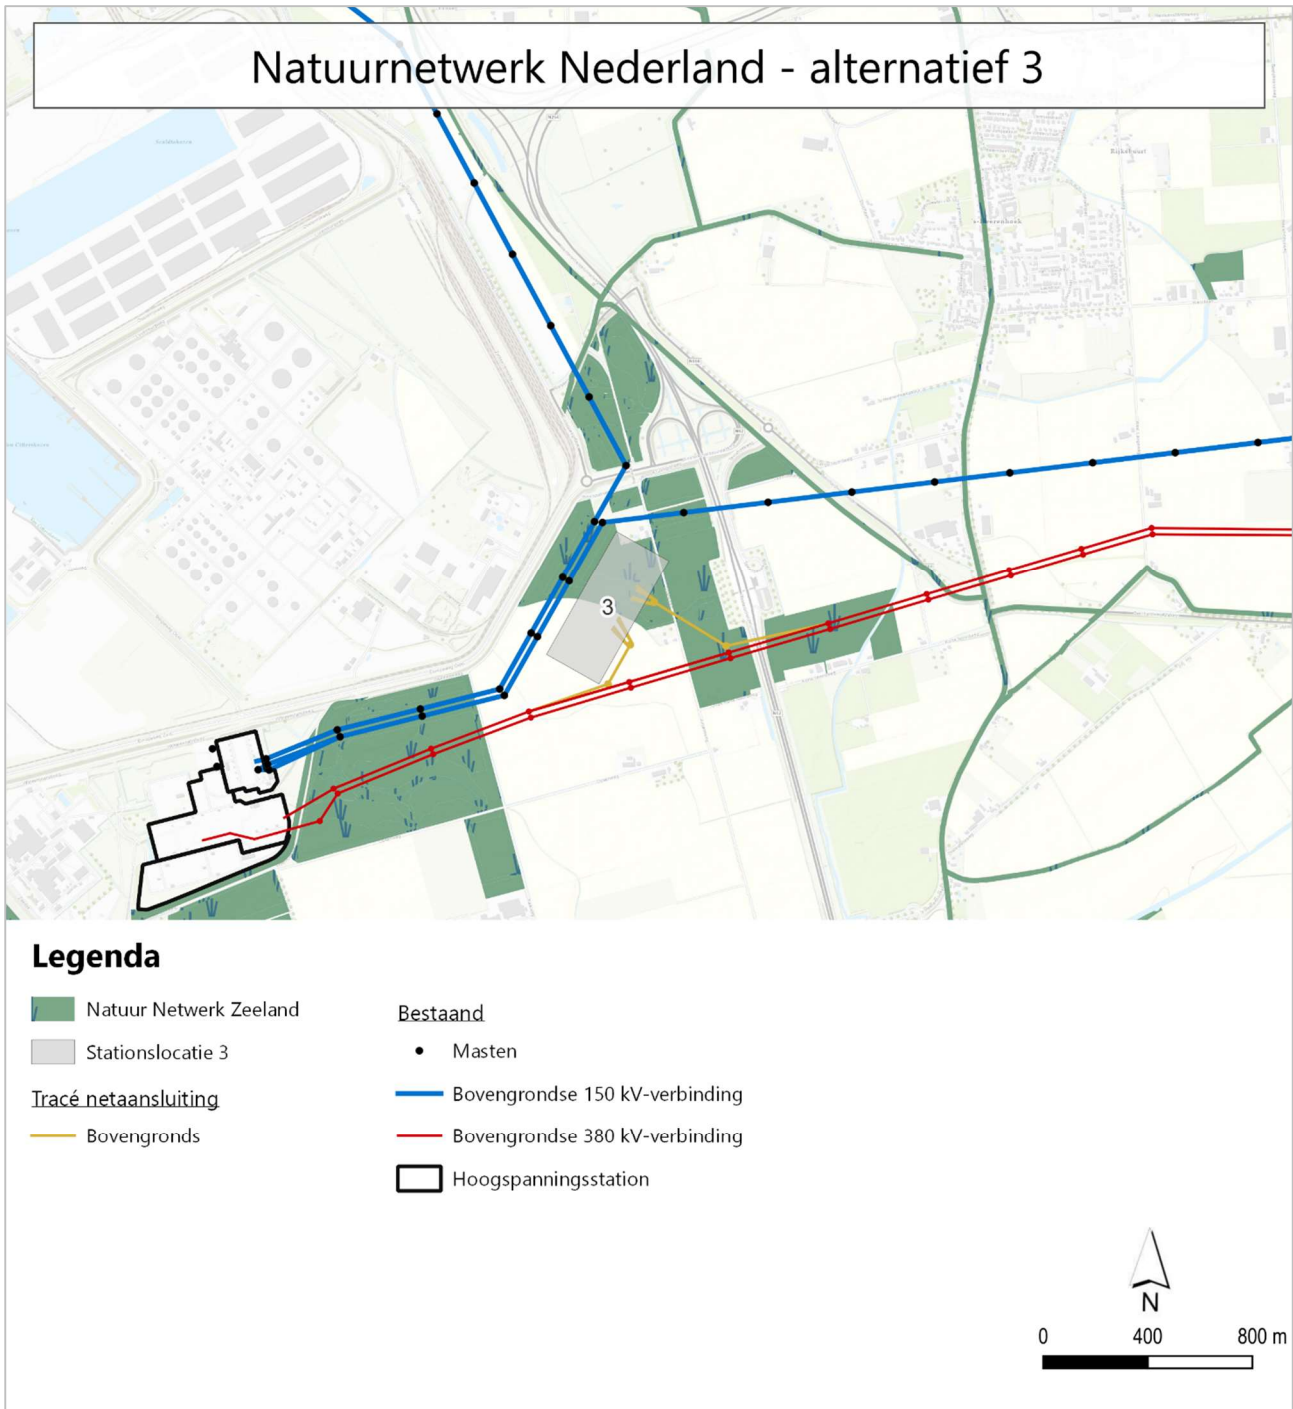 Natuurnetwerk Nederland - alternatief 3
's-Heerenhoek
3
Legenda
Natuur Netwerk Zeeland
Stationslocatie 3
Tracé netaansluiting
Bovengronds
Bestaand
Masten
Bovengrondse 150 kV-verbinding
Bovengrondse 380 kV-verbinding
Hoogspanningsstation
N
0 400 800 m